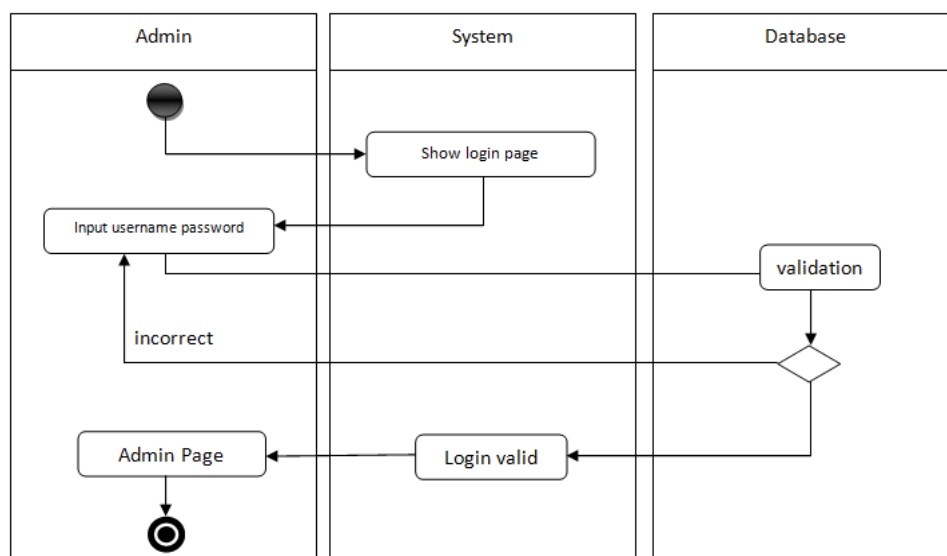 Admin
System
Database
Show login page
Input username password
validation
incorrect
Admin Page
Login valid